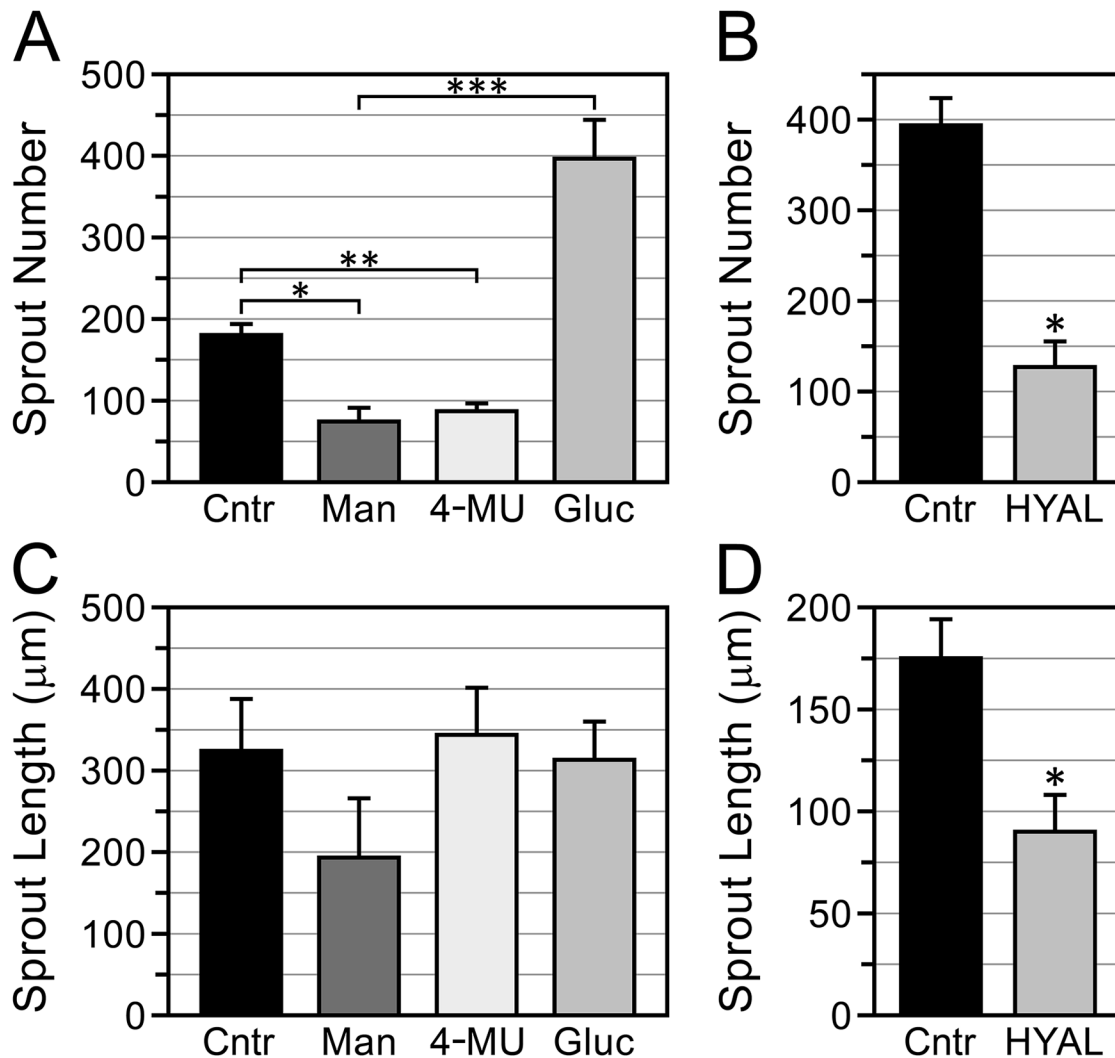 A
Sprout Number
500
400
300
200
100
0
***
**
*
Cntr Man 4-MU Gluc
B
Sprout Number
400
300
200
100
0
*
Cntr HYAL
C
Sprout Length (μm)
500
400
300
200
100
0
Cntr Man 4-MU Gluc
D
Sprout Length (μm)
200
150
100
50
0
*
Cntr HYAL